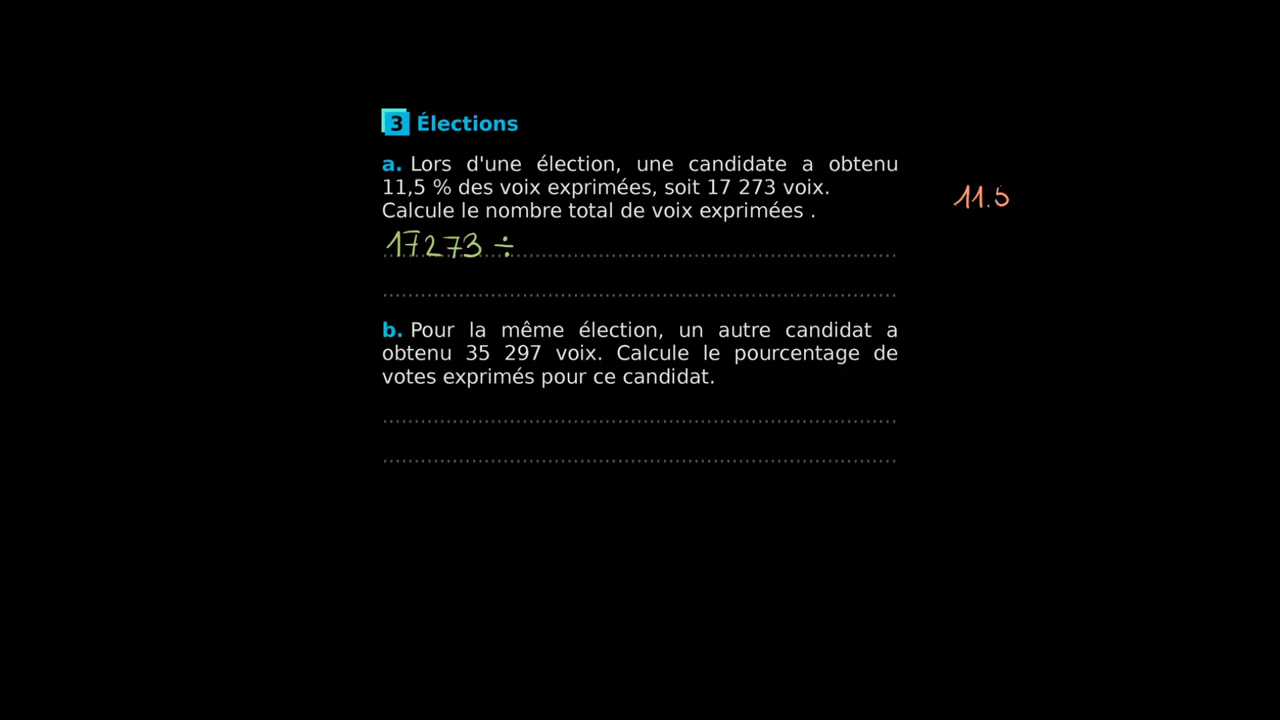 3 Élections
a. Lors d'une élection, une candidate a obtenu
11,5 % des voix exprimées, soit 17 273 voix.
11.5
Calcule le nombre total de voix exprimées .
17273 ÷
b. Pour la même élection, un autre candidat a
obtenu 35 297 voix. Calcule le pourcentage de
votes exprimés pour ce candidat.